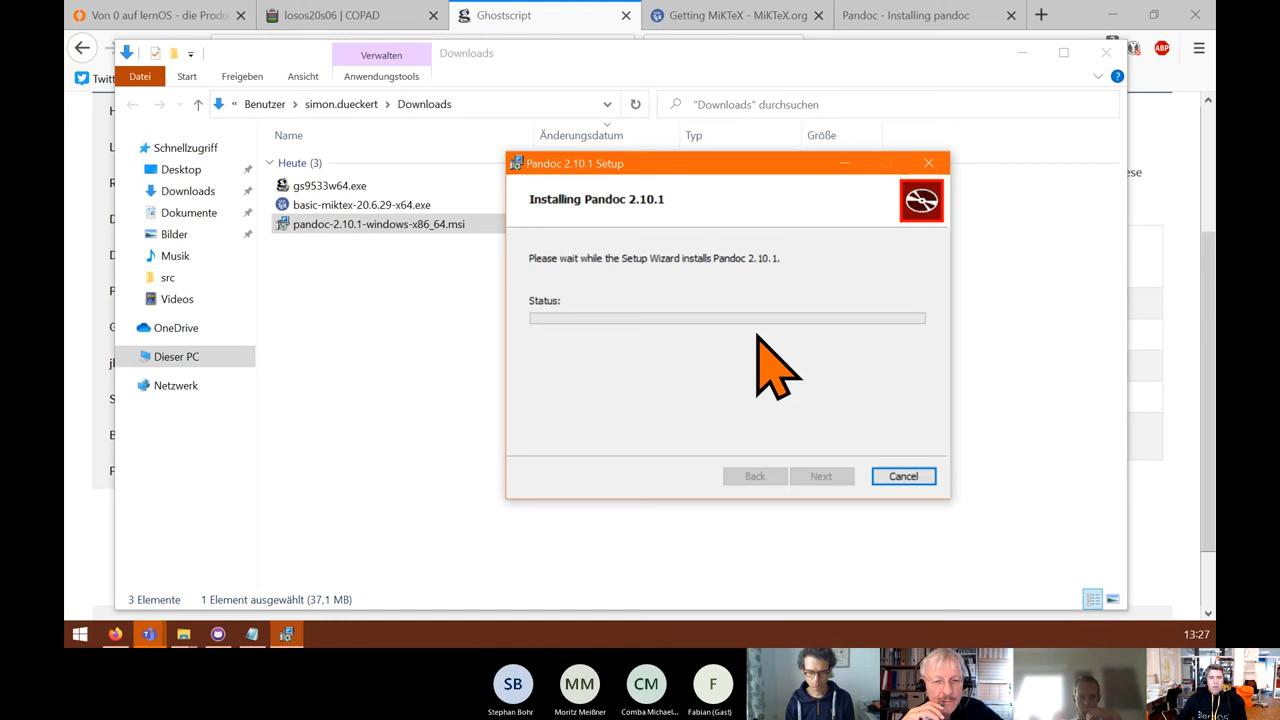 Von 0 auf lernOS - die Produ
losos20s06 | COPAD
Ghostscript
Getting MiKTeX - MiKTeX.org
Pandoc - Installing pandoc
ABP
Twitt
Verwalten
Downloads
Datei
Start
Freigeben
Ansicht
Anwendungstools
« Benutzer > simon.dueckert > Downloads
"Downloads" durchsuchen
Name
Änderungsdatum
Typ
Größe
Schnellzugriff
Desktop
Downloads
Dokumente
Bilder
Musik
src
Videos
OneDrive
Dieser PC
Netzwerk
Heute (3)
gs9533w64.exe
basic-miktex-20.6.29-x64.exe
pandoc-2.10.1-windows-x86_64.msi
Pandoc 2.10.1 Setup
Installing Pandoc 2.10.1
Please wait while the Setup Wizard installs Pandoc 2.10.1.
Status:
Back
Next
Cancel
3 Elemente
1 Element ausgewählt (37,1 MB)
13:27
SB
MM
CM
F
Stephan Bohr
Moritz Meißner
Comba Michael...
Fabian (Gast)